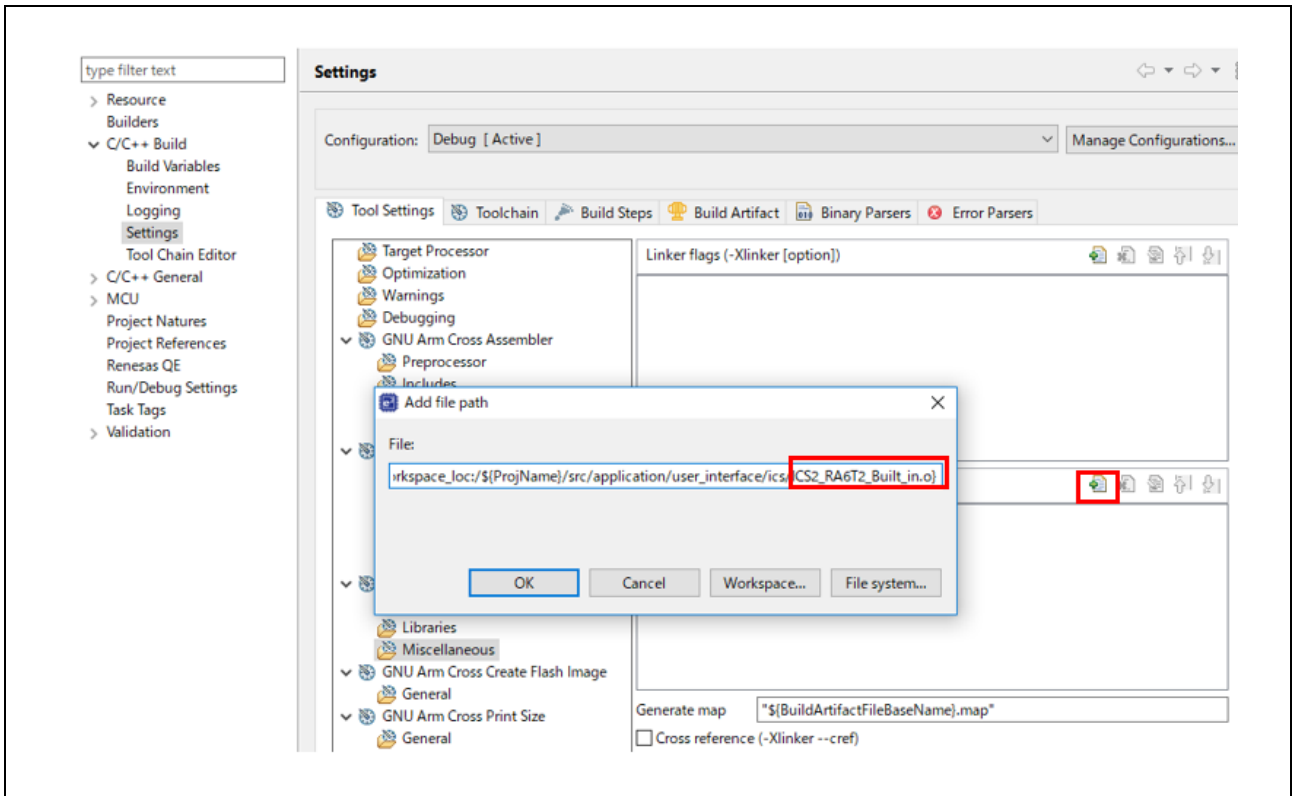 type filter text
Resource
Builders
C/C++ Build
Build Variables
Environment
Logging
Settings
Tool Chain Editor
C/C++ General
MCU
Project Natures
Project References
Renesas QE
Run/Debug Settings
Task Tags
Validation
Settings
Configuration: Debug [ Active ] Manage Configurations...
Tool Settings Toolchain Build Steps Build Artifact Binary Parsers Error Parsers
Target Processor
Optimization
Warnings
Debugging
GNU Arm Cross Assembler
Preprocessor
Includes
Linker flags (-Xlinker [option])
Add file path
File:
rkspace_loc:/${ProjName}/src/application/user_interface/ics/ICS2_RA6T2_Built_in.o}
OK Cancel Workspace... File system...
Libraries
Miscellaneous
GNU Arm Cross Create Flash Image
General
GNU Arm Cross Print Size
General
Generate map "${BuildArtifactFileBaseName}.map"
Cross reference (-Xlinker --cref)